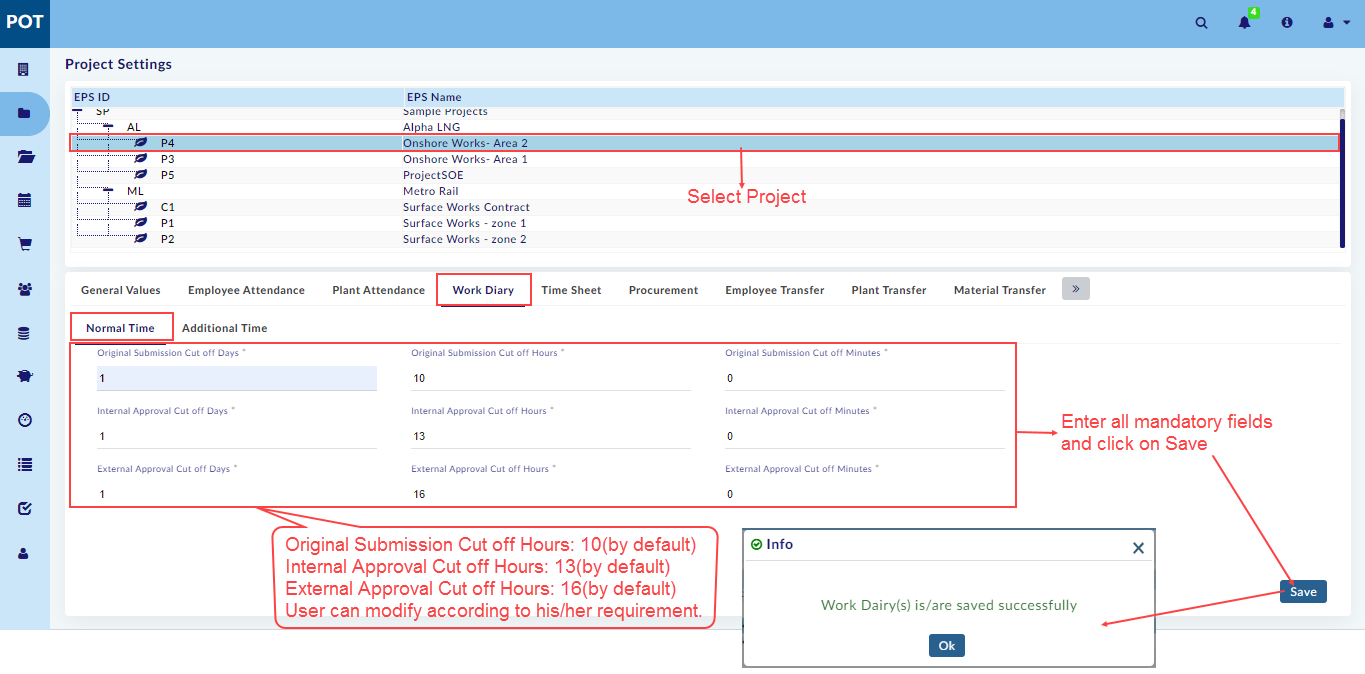 POT
4
Project Settings
EPS ID EPS Name
SP Sample Projects
AL Alpha LNG
P4 Onshore Works- Area 2
P3 Onshore Works- Area 1
P5 ProjectSOE
ML Metro Rail
C1 Surface Works Contract
P1 Surface Works - zone 1
P2 Surface Works - zone 2
Select Project
General Values Employee Attendance Plant Attendance Work Diary Time Sheet Procurement Employee Transfer Plant Transfer Material Transfer »
Normal Time Additional Time
Original Submission Cut off Days * Original Submission Cut off Hours * Original Submission Cut off Minutes *
1 10 0
Internal Approval Cut off Days * Internal Approval Cut off Hours * Internal Approval Cut off Minutes *
1 13 0
External Approval Cut off Days * External Approval Cut off Hours * External Approval Cut off Minutes *
1 16 0
Enter all mandatory fields
and click on Save
Original Submission Cut off Hours: 10(by default)
Internal Approval Cut off Hours: 13(by default)
External Approval Cut off Hours: 16(by default)
User can modify according to his/her requirement.
Info ×
Work Dairy(s) is/are saved successfully
Ok
Save